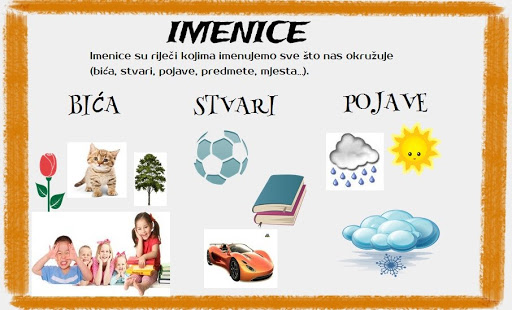 IMENICE
Imenice su riječi kojima imenujemo sve što nas okružuje
(bića, stvari, pojave, predmete, mjesta...).
BIĆA STVARI POJAVE